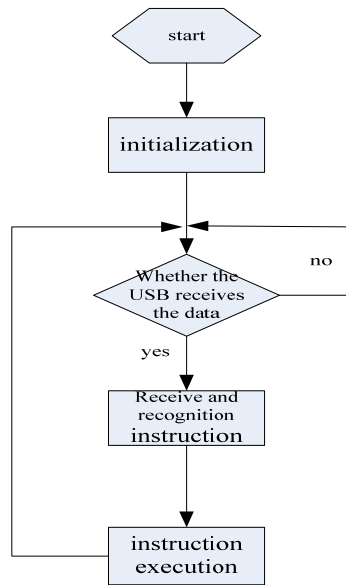 start
initialization
no
Whether the
USB receives
the data
yes
Receive and
recognition
instruction
instruction
execution